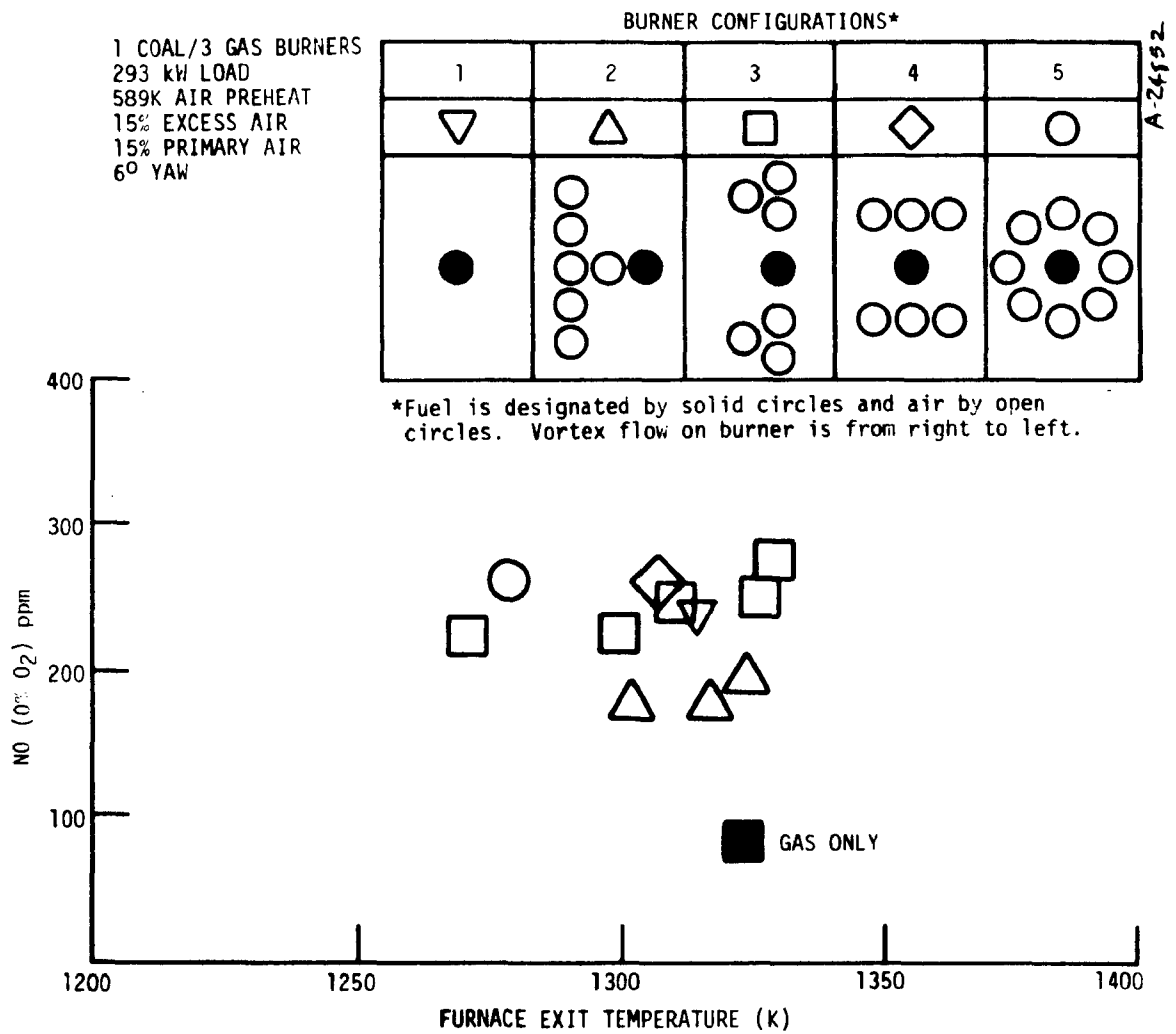 BURNER CONFIGURATIONS*
1 COAL/3 GAS BURNERS
293 kW LOAD
589K AIR PREHEAT
15% EXCESS AIR
15% PRIMARY AIR
6º YAW
1 2 3 4 5
A-24852
*Fuel is designated by solid circles and air by open
circles. Vortex flow on burner is from right to left.
400
300
200
100
NO (0% O₂) ppm
GAS ONLY
1200 1250 1300 1350 1400
FURNACE EXIT TEMPERATURE (K)